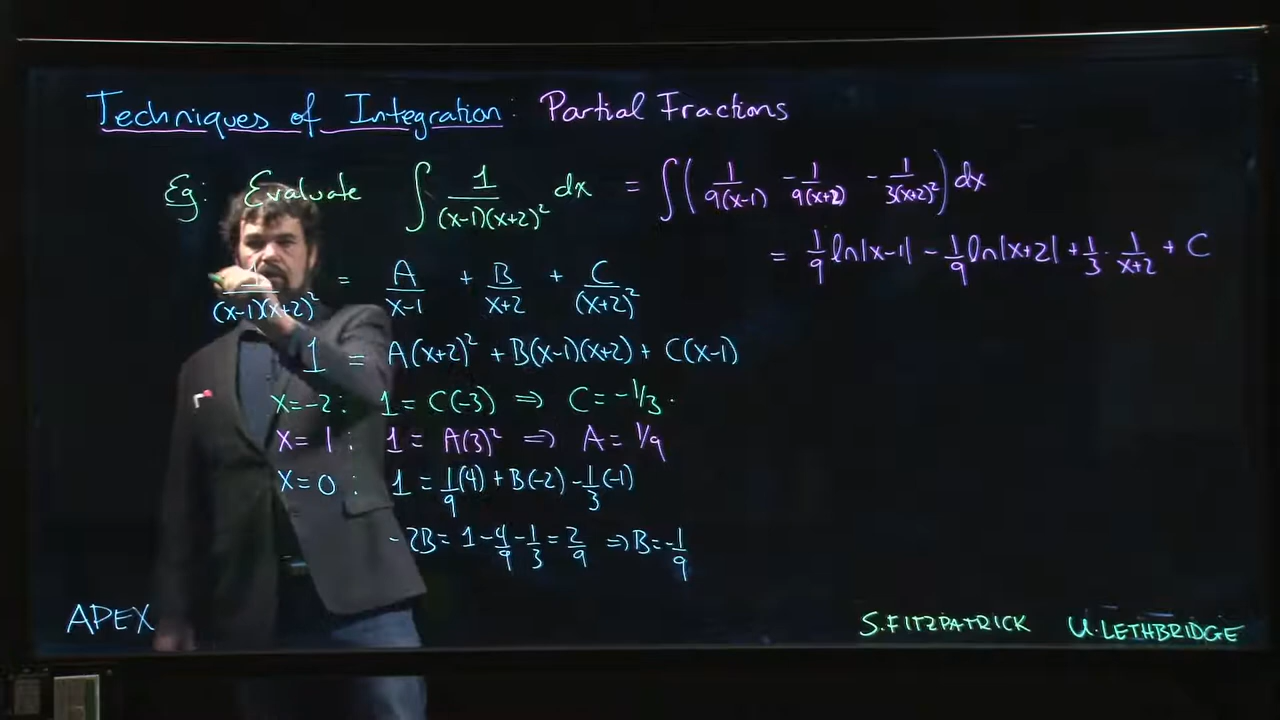 Techniques of Integration: Partial Fractions
Eg: Evaluate ∫ 1/((x-1)(x+2)²) dx = ∫( 1/(9(x-1)) - 1/(9(x+2)) - 1/(3(x+2)²) ) dx
= 1/9 ln|x-1| - 1/9 ln|x+2| + 1/3 · 1/(x+2) + C
1/((x-1)(x+2)²) = A/(x-1) + B/(x+2) + C/(x+2)²
1 = A(x+2)² + B(x-1)(x+2) + C(x-1)
x=-2: 1 = C(-3) ⇒ C = -1/3.
x=1: 1 = A(3)² ⇒ A = 1/9
x=0: 1 = 1/9(4) + B(-2) - 1/3(-1)
-2B = 1 - 4/9 - 1/3 = 2/9 ⇒ B = -1/9
APEX
S.FITZPATRICK U.LETHBRIDGE